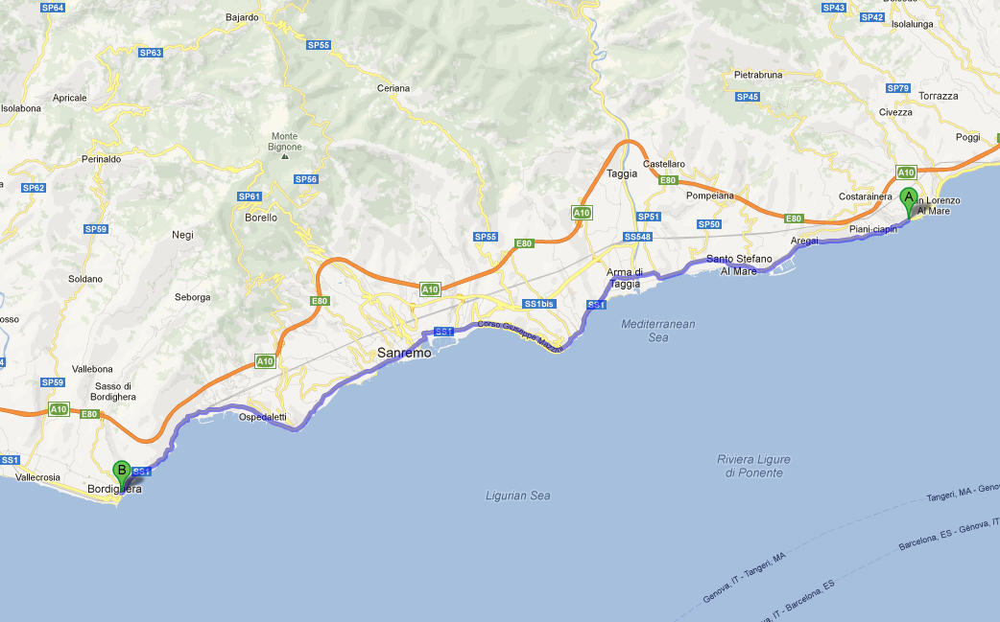 SP64
Bajardo
SP55
SP63
SP43
SP42
Isolalunga
Ceriana
Pietrabruna
SP45
SP79
Torrazza
Civezza
Apricale
Isolabona
Poggi
Monte
Bignone
Perinaldo
SP62
SP56
SP61
Borello
SP59
Negi
Taggia
Castellaro
E80
Pompeiana
A10
Costarainera
A
Lorenzo
Al Mare
A10
SP51
SP50
E80
Piani-ciapin
SP55
E80
SS548
Aregai
Santo Stefano
Al Mare
Arma di
Taggia
Soldano
Seborga
E80
A10
SS1bis
SS1
Mediterranean
Sea
SS1
Corso Giuseppe Mazzini
Sanremo
A10
Vallebona
SP59
Sasso di
Bordighera
A10
E80
Ospedaletti
SS1
B
SS1
Vallecrosia
Bordighera
Riviera Ligure
di Ponente
Ligurian Sea
Tangeri, MA - Geno
Barcelona, ES - Génova, IT
Genova, IT - Tangeri, MA
IT - Barcelona, ES